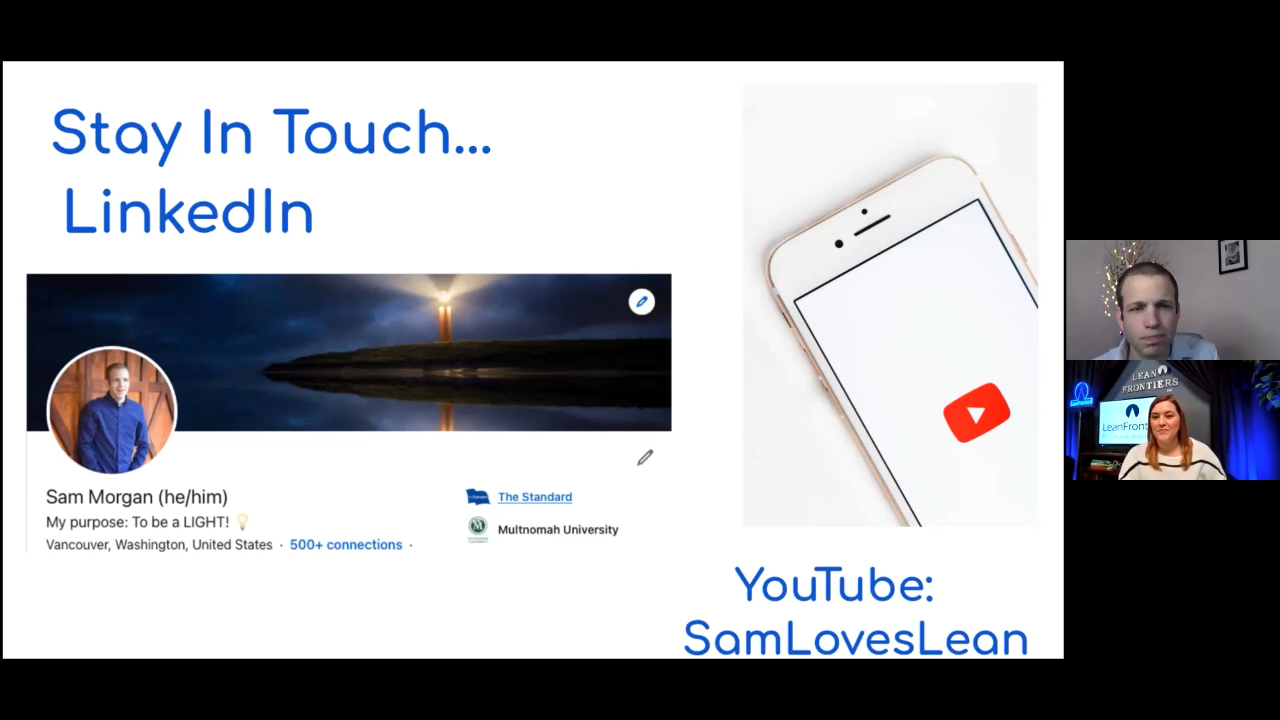 Stay In Touch...
LinkedIn
Sam Morgan (he/him)
My purpose: To be a LIGHT!
Vancouver, Washington, United States · 500+ connections ·
The Standard
Multnomah University
YouTube:
SamLovesLean
LEAN
FRONTIERS
LeanFront